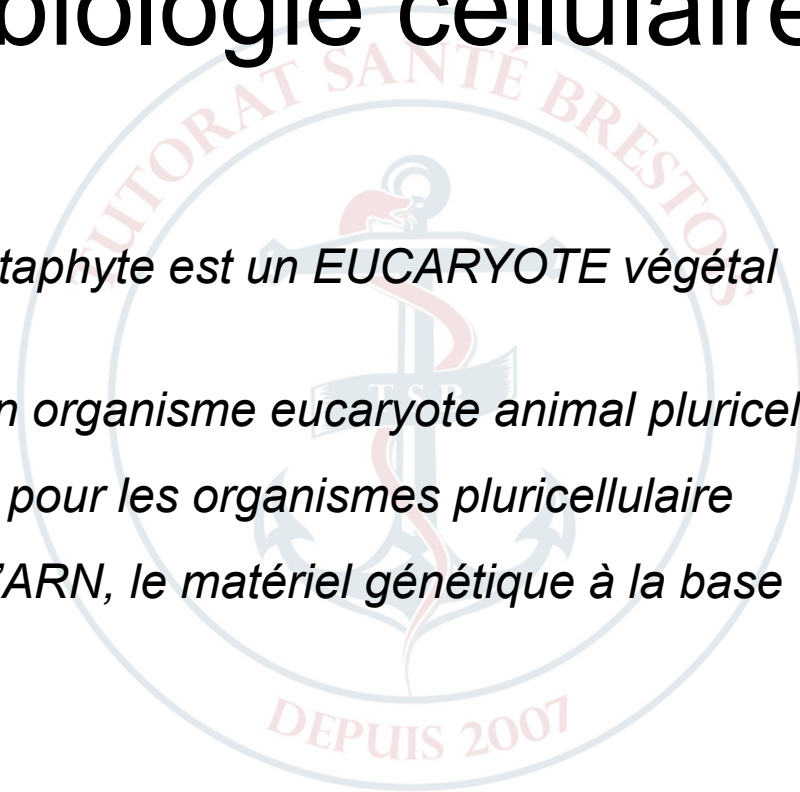 biologie cellulaire
TUTORAT SANTÉ BRESTOIS
taphyte est un EUCARYOTE végétal
n organisme eucaryote animal pluricel
T S B
pour les organismes pluricellulaire
'ARN, le matériel génétique à la base
DEPUIS 2007